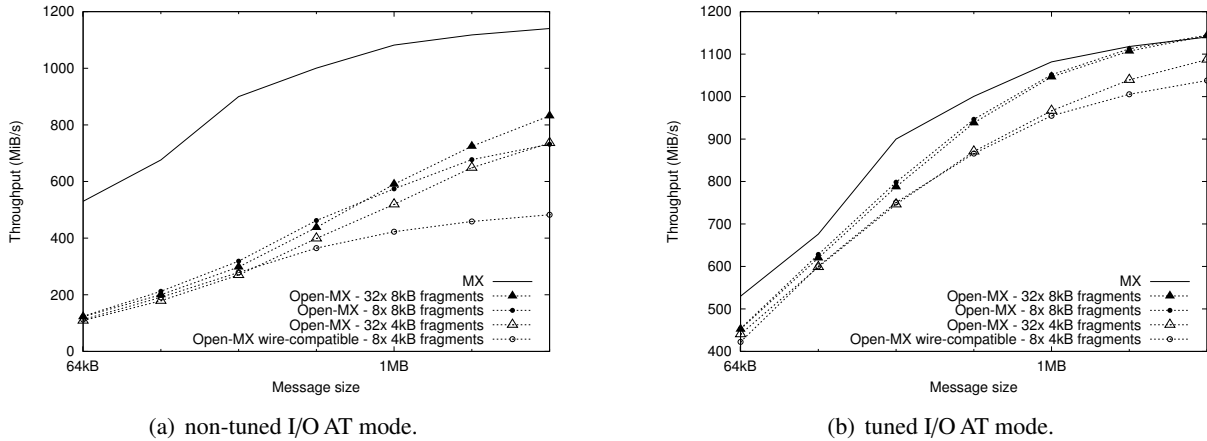 1200
1000
800
600
400
200
0
Throughput (MiB/s)
64kB
1MB
Message size
MX
Open-MX - 32x 8kB fragments
Open-MX - 8x 8kB fragments
Open-MX - 32x 4kB fragments
Open-MX wire-compatible - 8x 4kB fragments
(a) non-tuned I/O AT mode.
1200
1100
1000
900
800
700
600
500
400
Throughput (MiB/s)
64kB
1MB
Message size
MX
Open-MX - 32x 8kB fragments
Open-MX - 8x 8kB fragments
Open-MX - 32x 4kB fragments
Open-MX wire-compatible - 8x 4kB fragments
(b) tuned I/O AT mode.